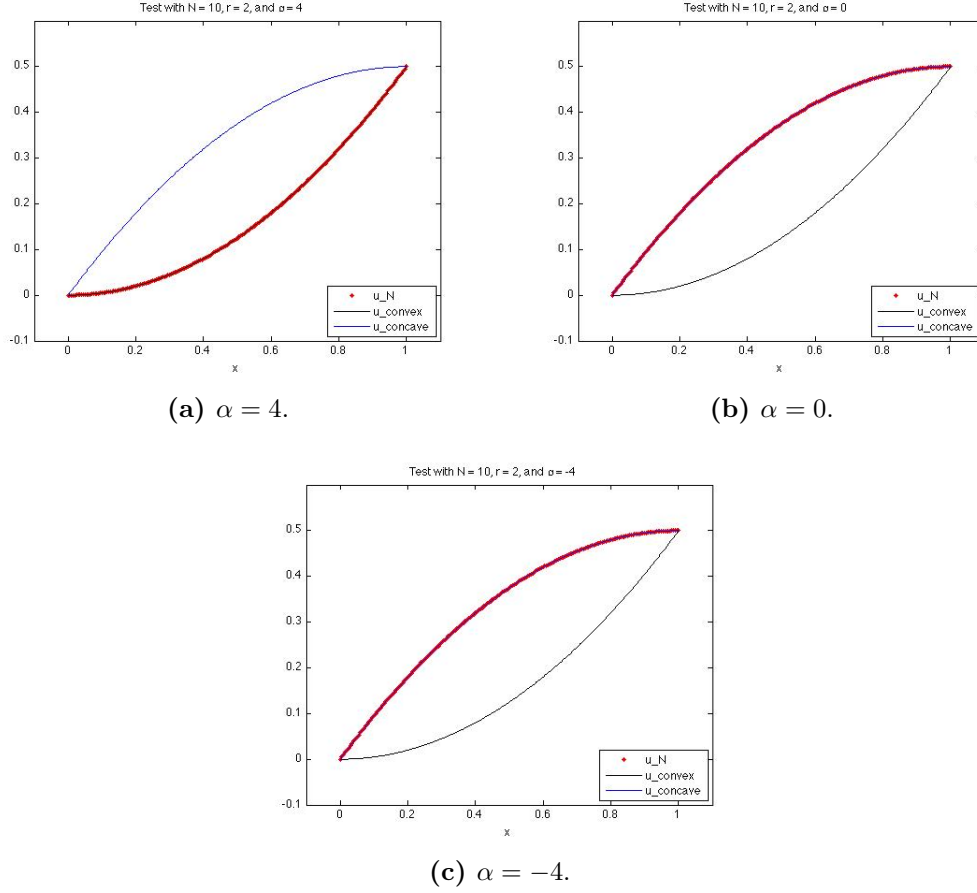 Test with N = 10, r = 2, and ø = 4
0.5
0.4
0.3
0.2
0.1
0
-0.1
0 0.2 0.4 0.6 0.8 1
x
u_N
u_convex
u_concave
(a) α = 4.
Test with N = 10, r = 2, and ø = 0
0.5
0.4
0.3
0.2
0.1
0
-0.1
0 0.2 0.4 0.6 0.8 1
x
u_N
u_convex
u_concave
(b) α = 0.
Test with N = 10, r = 2, and ø = -4
0.5
0.4
0.3
0.2
0.1
0
-0.1
0 0.2 0.4 0.6 0.8 1
x
u_N
u_convex
u_concave
(c) α = −4.